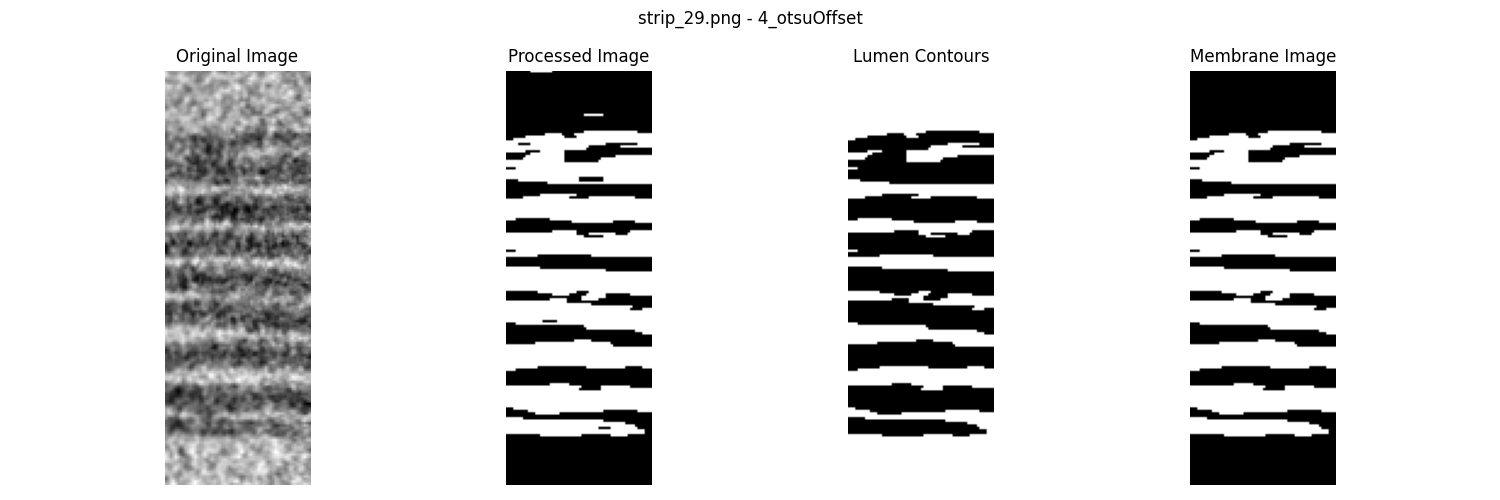 strip_29.png - 4_otsuOffset
Original Image
Processed Image
Lumen Contours
Membrane Image